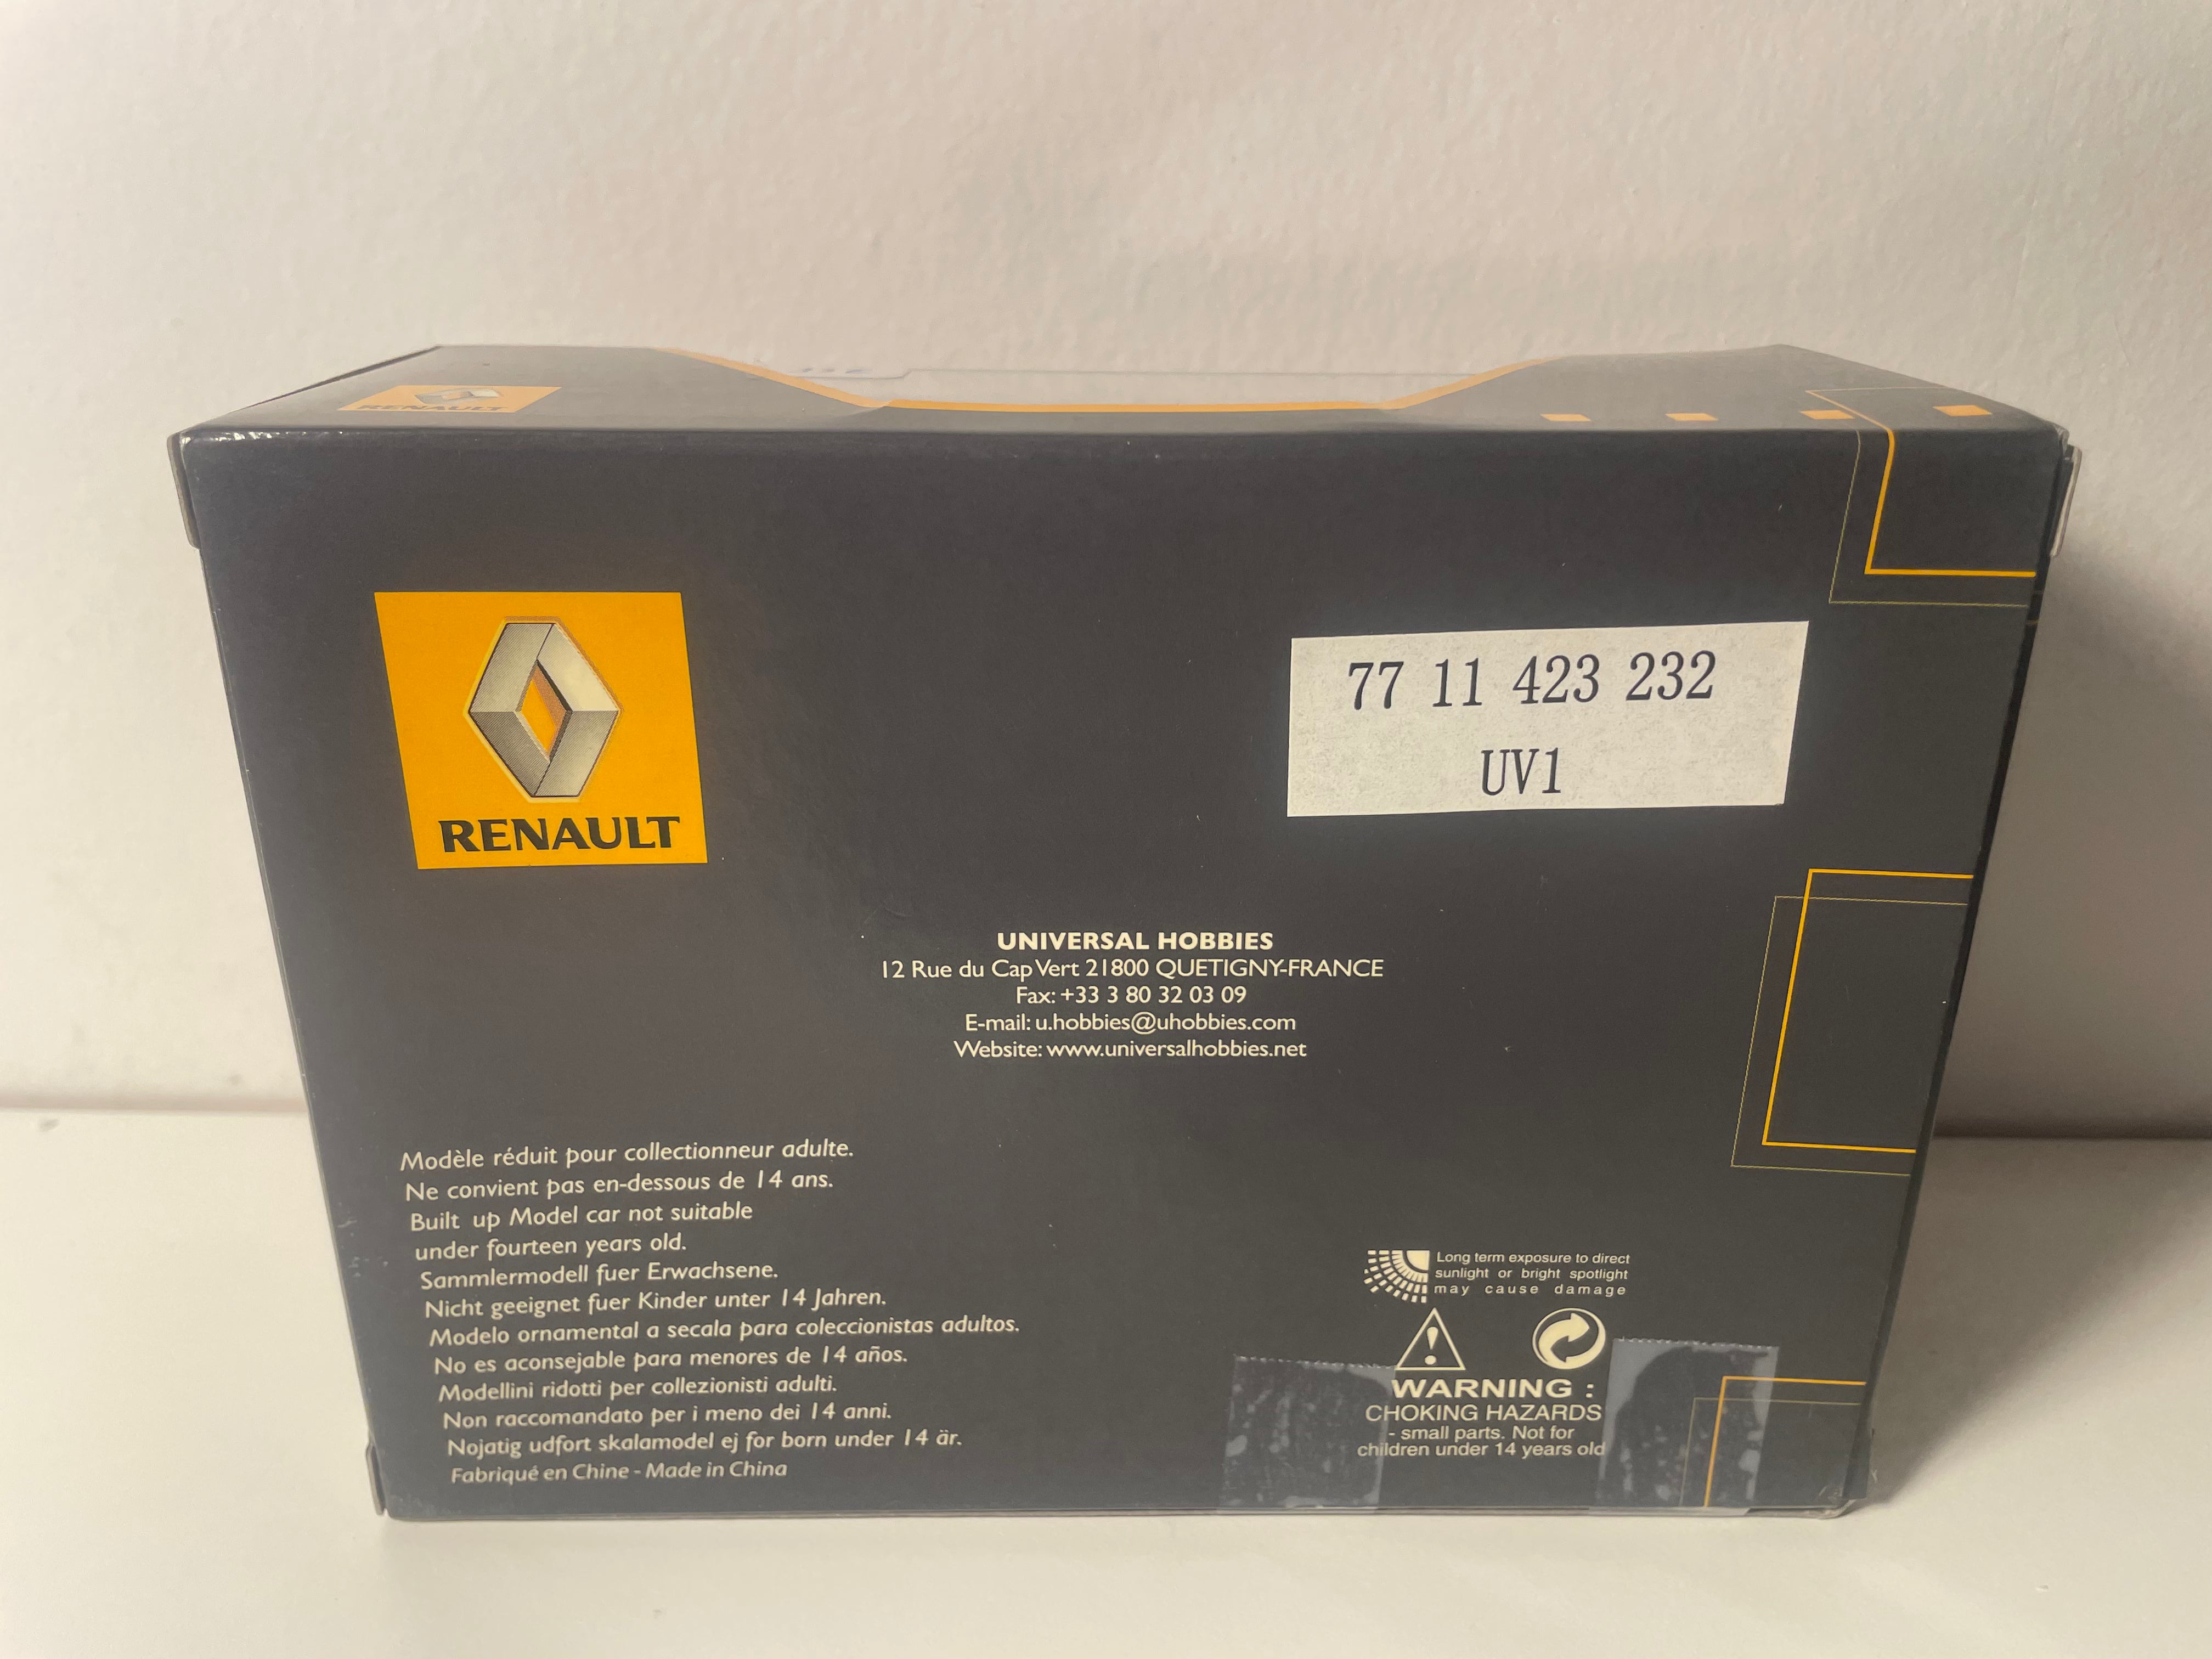 RENAULT
RENAULT
77 11 423 232
UV1
UNIVERSAL HOBBIES
12 Rue du Cap Vert 21800 QUETIGNY-FRANCE
Fax: +33 3 80 32 03 09
E-mail: u.hobbies@uhobbies.com
Website: www.universalhobbies.net
Modèle réduit pour collectionneur adulte.
Ne convient pas en-dessous de 14 ans.
Built up Model car not suitable
under fourteen years old.
Sammlermodell fuer Erwachsene.
Nicht geeignet fuer Kinder unter 14 Jahren.
Modelo ornamental a secala para coleccionistas adultos.
No es aconsejable para menores de 14 años.
Modellini ridotti per collezionisti adulti.
Non raccomandato per i meno dei 14 anni.
Nojatig udfort skalamodel ej for born under 14 är.
Fabriqué en Chine - Made in China
Long term exposure to direct
sunlight or bright spotlight
may cause damage
WARNING :
CHOKING HAZARDS
- small parts. Not for
children under 14 years old